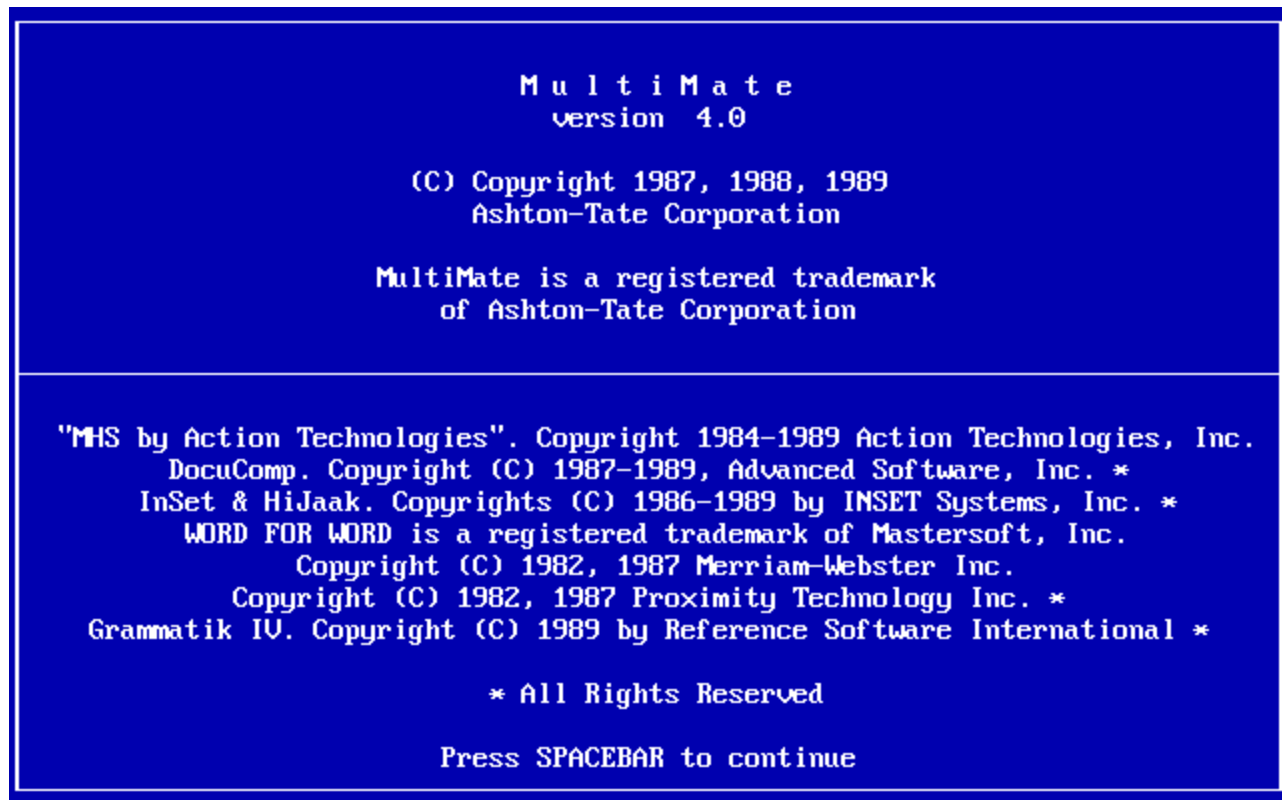 M u l t i M a t e
version 4.0
(C) Copyright 1987, 1988, 1989
Ashton-Tate Corporation
MultiMate is a registered trademark
of Ashton-Tate Corporation
"MHS by Action Technologies". Copyright 1984-1989 Action Technologies, Inc.
DocuComp. Copyright (C) 1987-1989, Advanced Software, Inc. *
InSet & HiJaak. Copyrights (C) 1986-1989 by INSET Systems, Inc. *
WORD FOR WORD is a registered trademark of Mastersoft, Inc.
Copyright (C) 1982, 1987 Merriam-Webster Inc.
Copyright (C) 1982, 1987 Proximity Technology Inc. *
Grammatik IV. Copyright (C) 1989 by Reference Software International *
* All Rights Reserved
Press SPACEBAR to continue